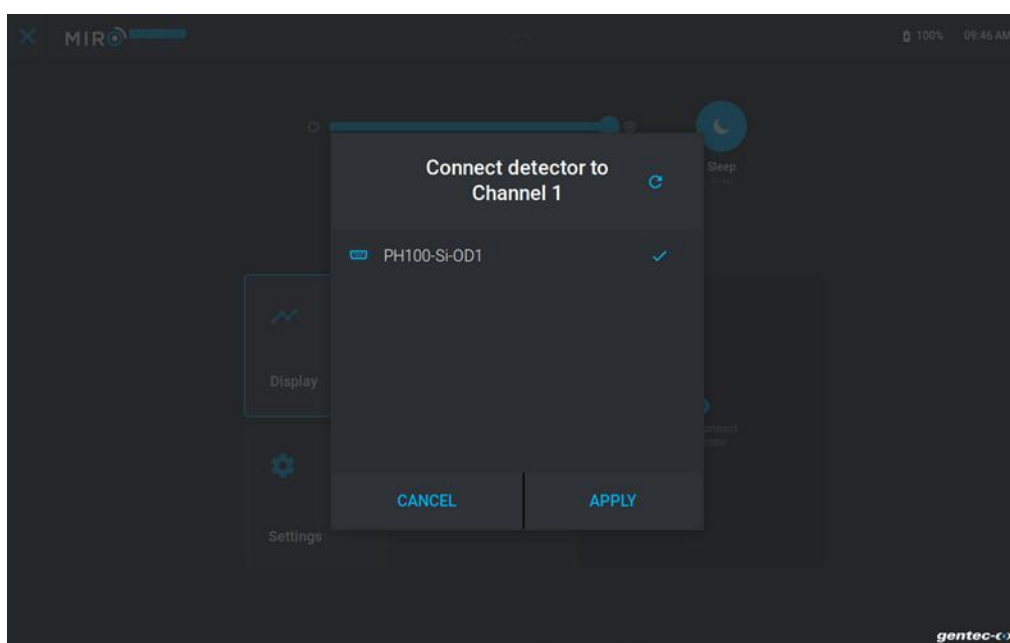 MIRO
100% 09:46 AM
Sleep
Connect detector to
Channel 1
PH100-Si-OD1
Display
CANCEL
APPLY
Settings
gentec-eo